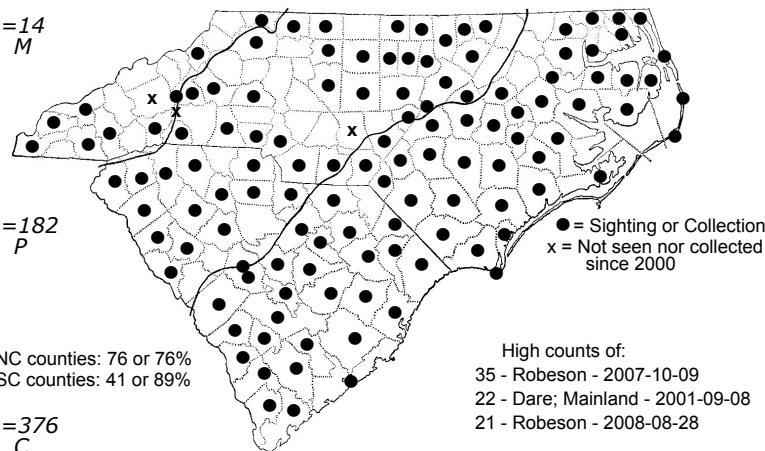 =14
M
=182
P
● = Sighting or Collection
x = Not seen nor collected
since 2000
NC counties: 76 or 76%
SC counties: 41 or 89%
High counts of:
35 - Robeson - 2007-10-09
22 - Dare; Mainland - 2001-09-08
21 - Robeson - 2008-08-28
=376
C
x
x
x